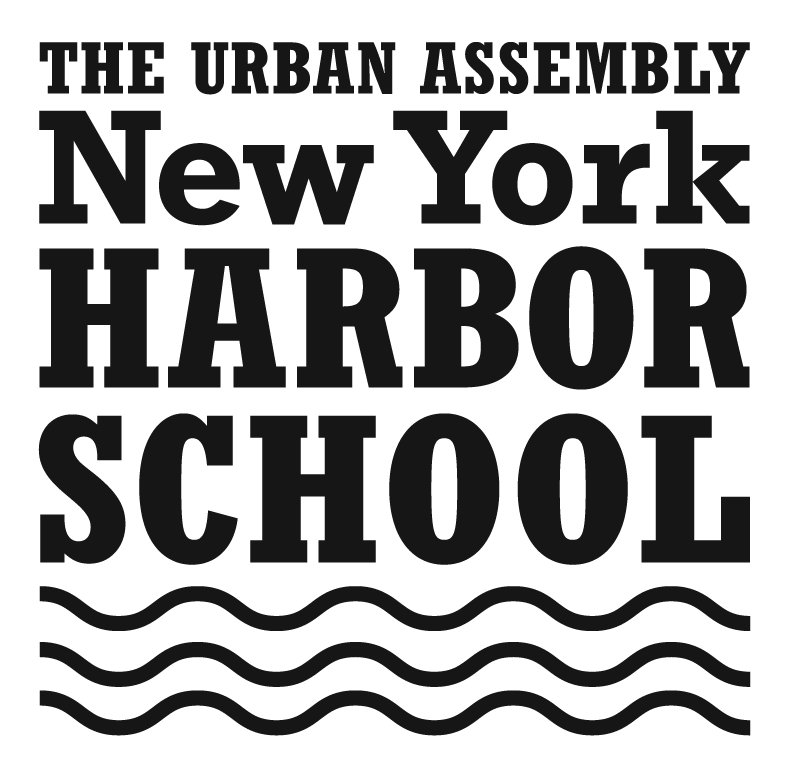 THE URBAN ASSEMBLY
New York
HARBOR
SCHOOL